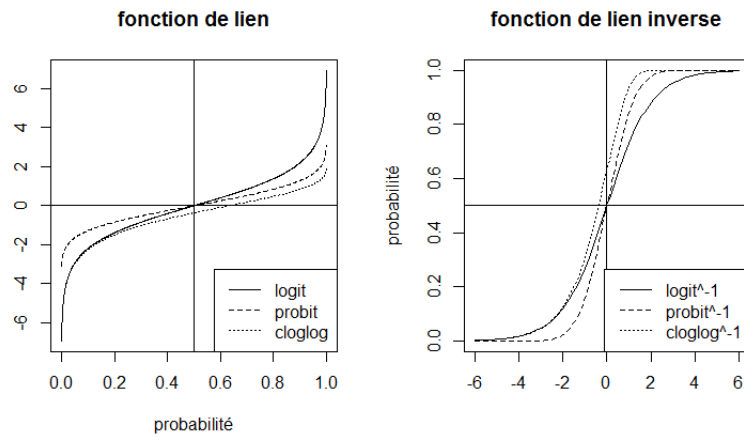 fonction de lien
6
4
2
0
-2
-4
-6
logit
probit
cloglog
0.0 0.2 0.4 0.6 0.8 1.0
probabilité
fonction de lien inverse
probabilité
1.0
0.8
0.6
0.4
0.2
0.0
logit^-1
probit^-1
cloglog^-1
-6 -4 -2 0 2 4 6